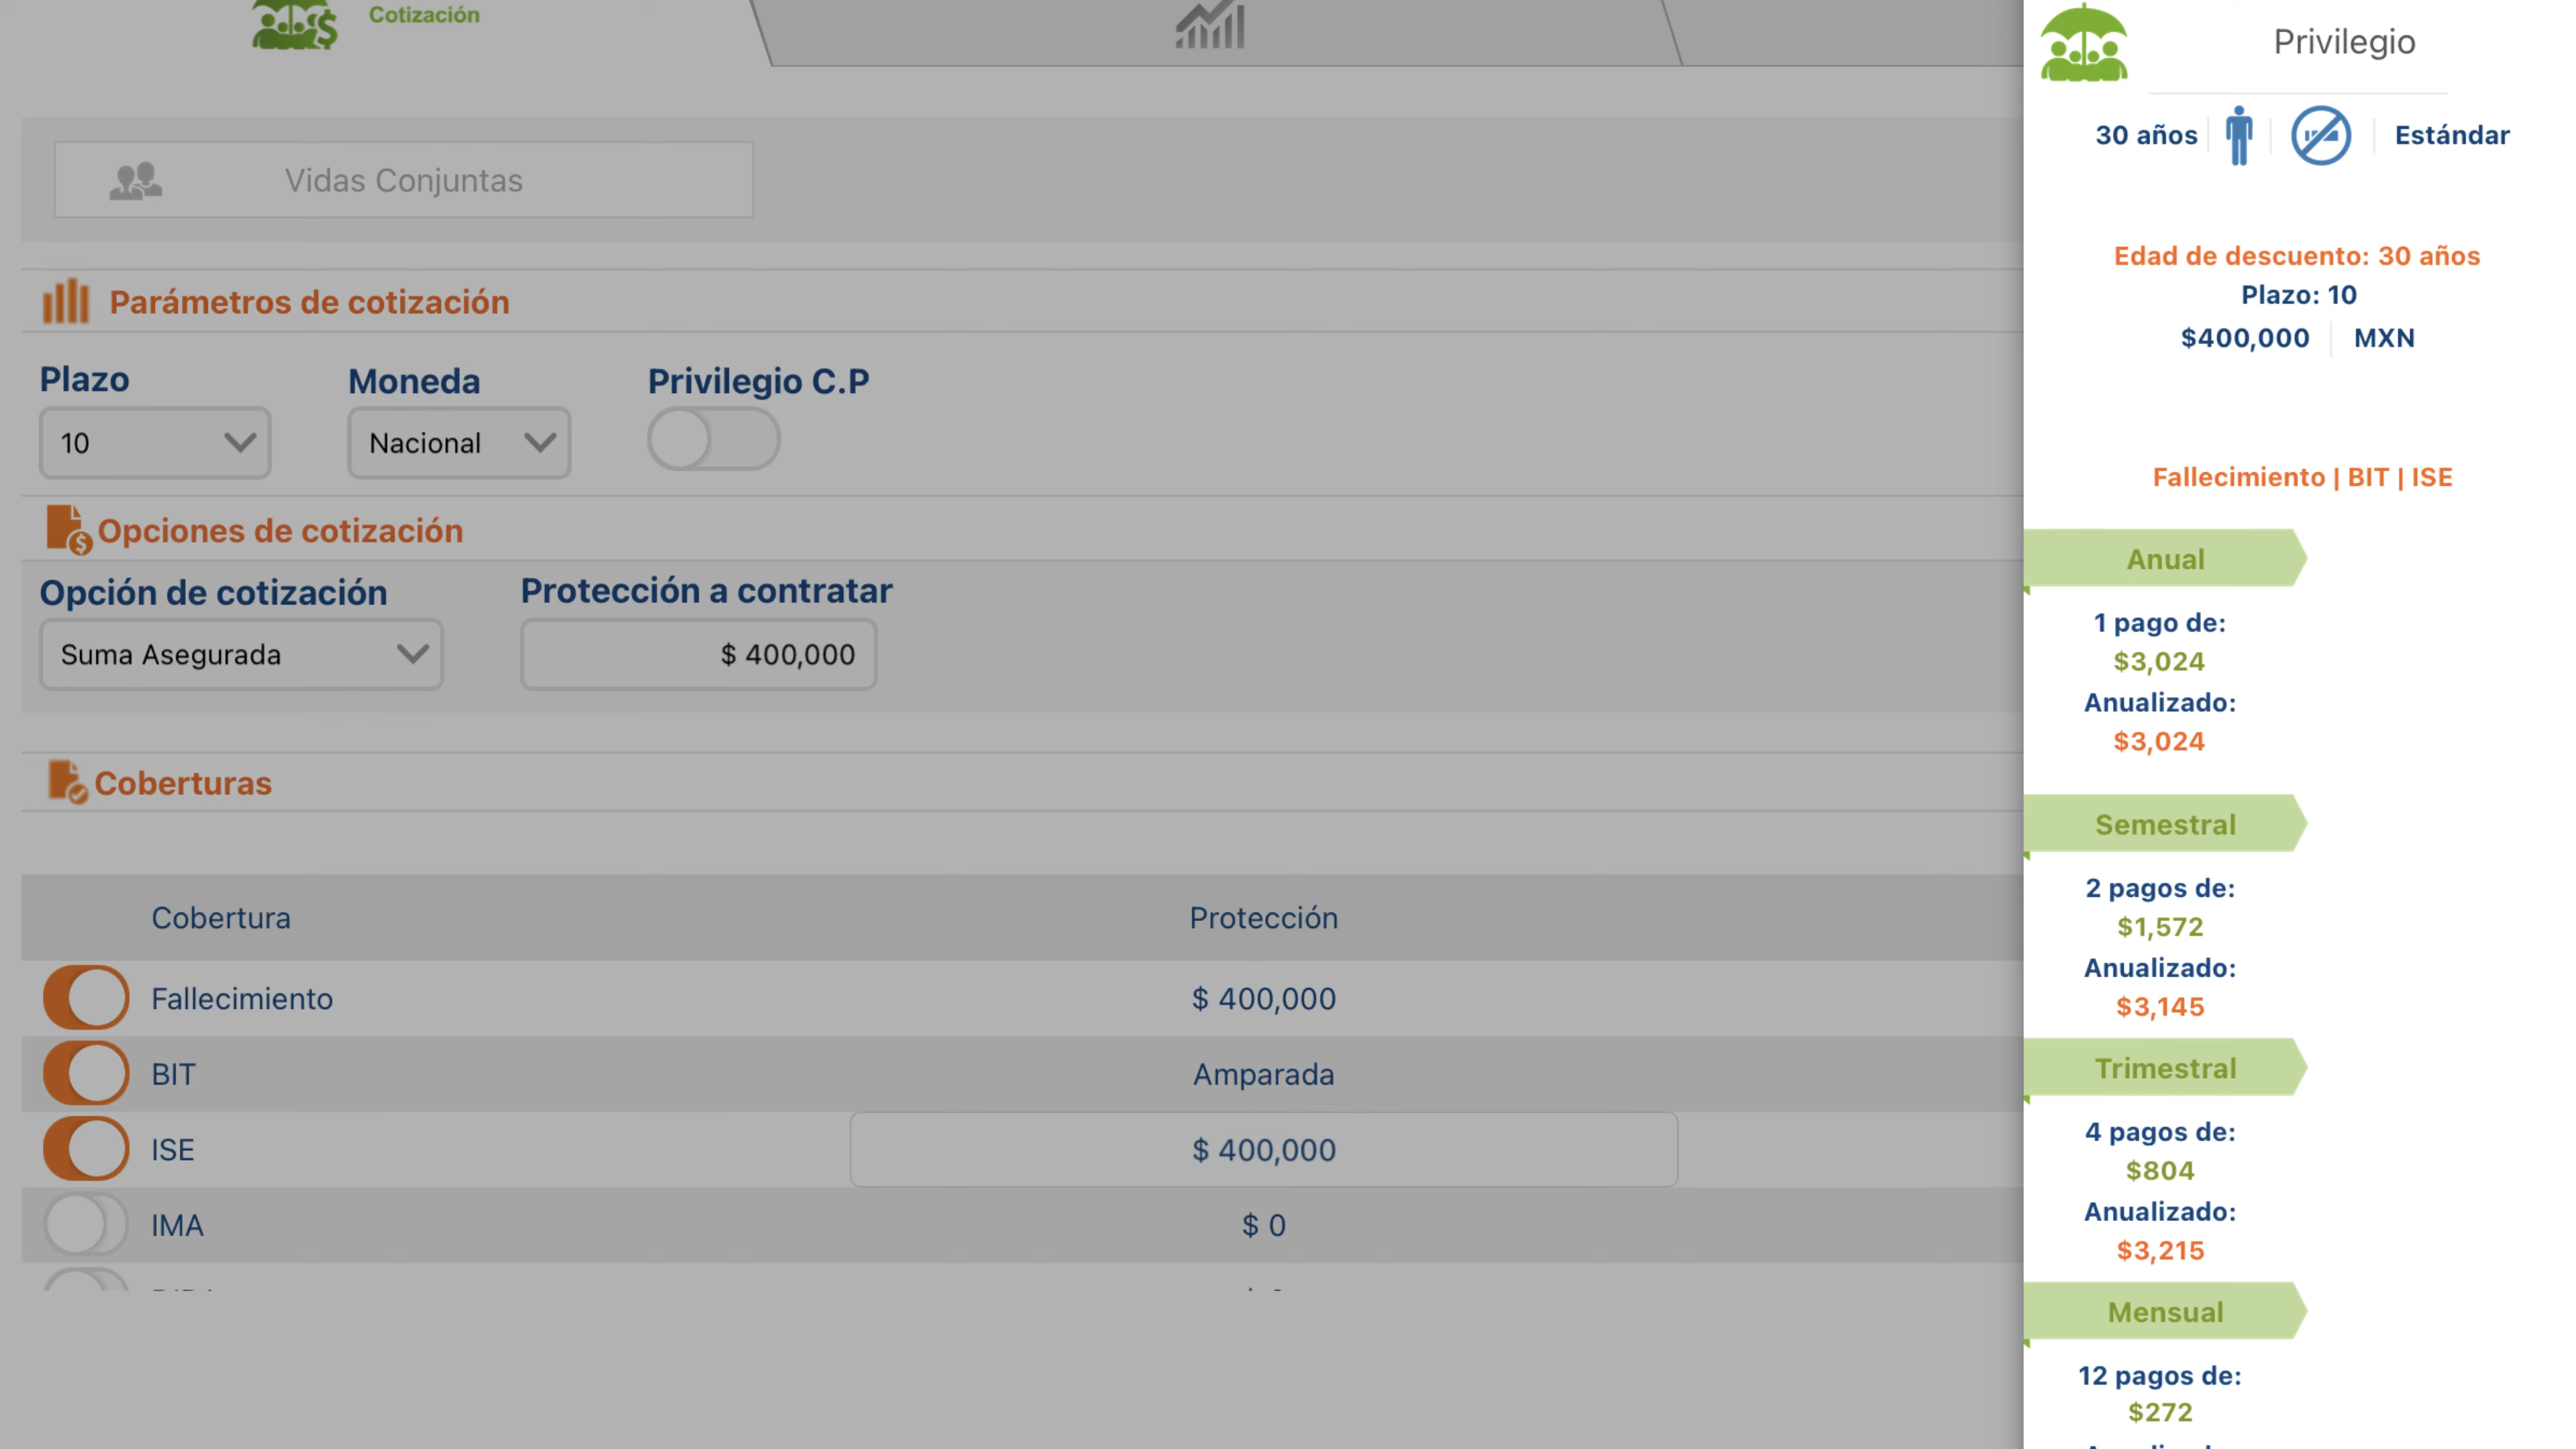 Cotización
Vidas Conjuntas
Parámetros de cotización
Plazo
Moneda
Privilegio C.P
10
Nacional
Opciones de cotización
Opción de cotización
Protección a contratar
Suma Asegurada
$ 400,000
Coberturas
Cobertura
Protección
Fallecimiento
$ 400,000
BIT
Amparada
ISE
$ 400,000
IMA
$ 0
Privilegio
30 años
Estándar
Edad de descuento: 30 años
Plazo: 10
$400,000
MXN
Fallecimiento | BIT | ISE
Anual
1 pago de:
$3,024
Anualizado:
$3,024
Semestral
2 pagos de:
$1,572
Anualizado:
$3,145
Trimestral
4 pagos de:
$804
Anualizado:
$3,215
Mensual
12 pagos de:
$272